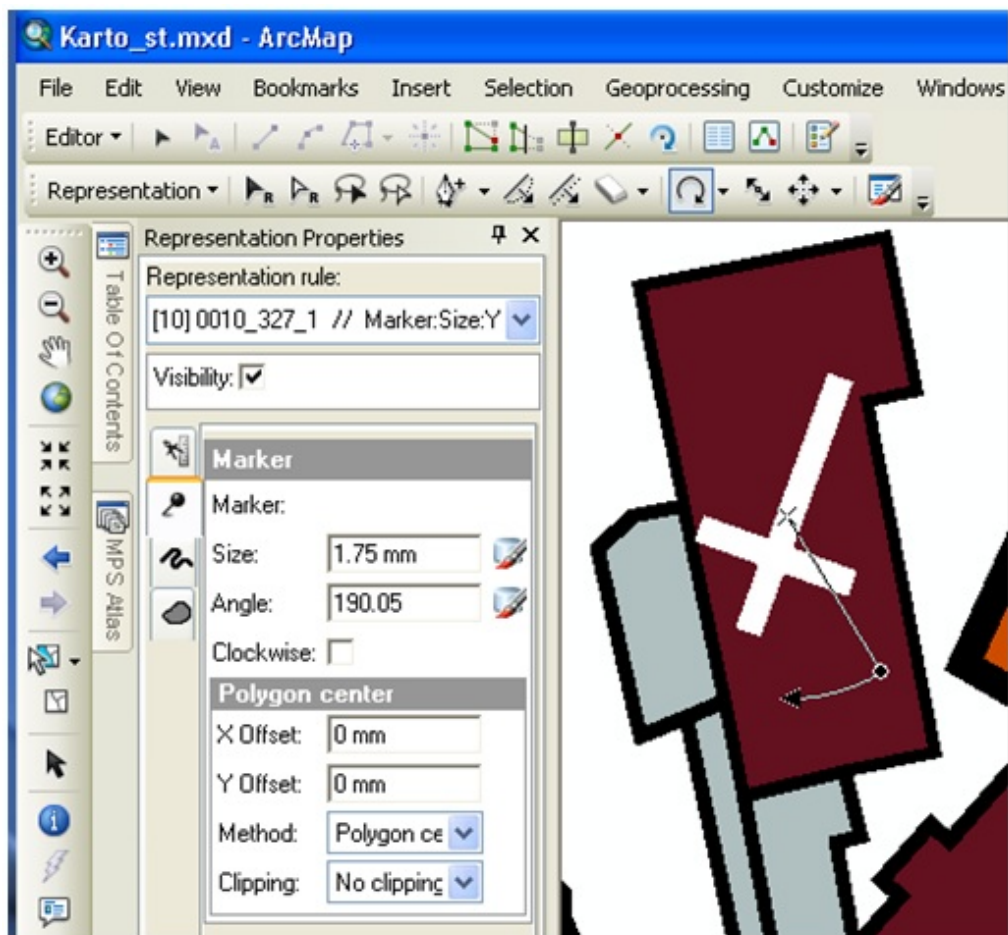 Karto_st.mxd - ArcMap
File Edit View Bookmarks Insert Selection Geoprocessing Customize Windows
Editor
Representation
Representation Properties
Table Of Contents
MPS Atlas
Representation rule:
[10] 0010_327_1 // Marker:Size:Y
Visibility:
Marker
Marker:
Size: 1.75 mm
Angle: 190.05
Clockwise:
Polygon center
X Offset: 0 mm
Y Offset: 0 mm
Method: Polygon ce
Clipping: No clipping